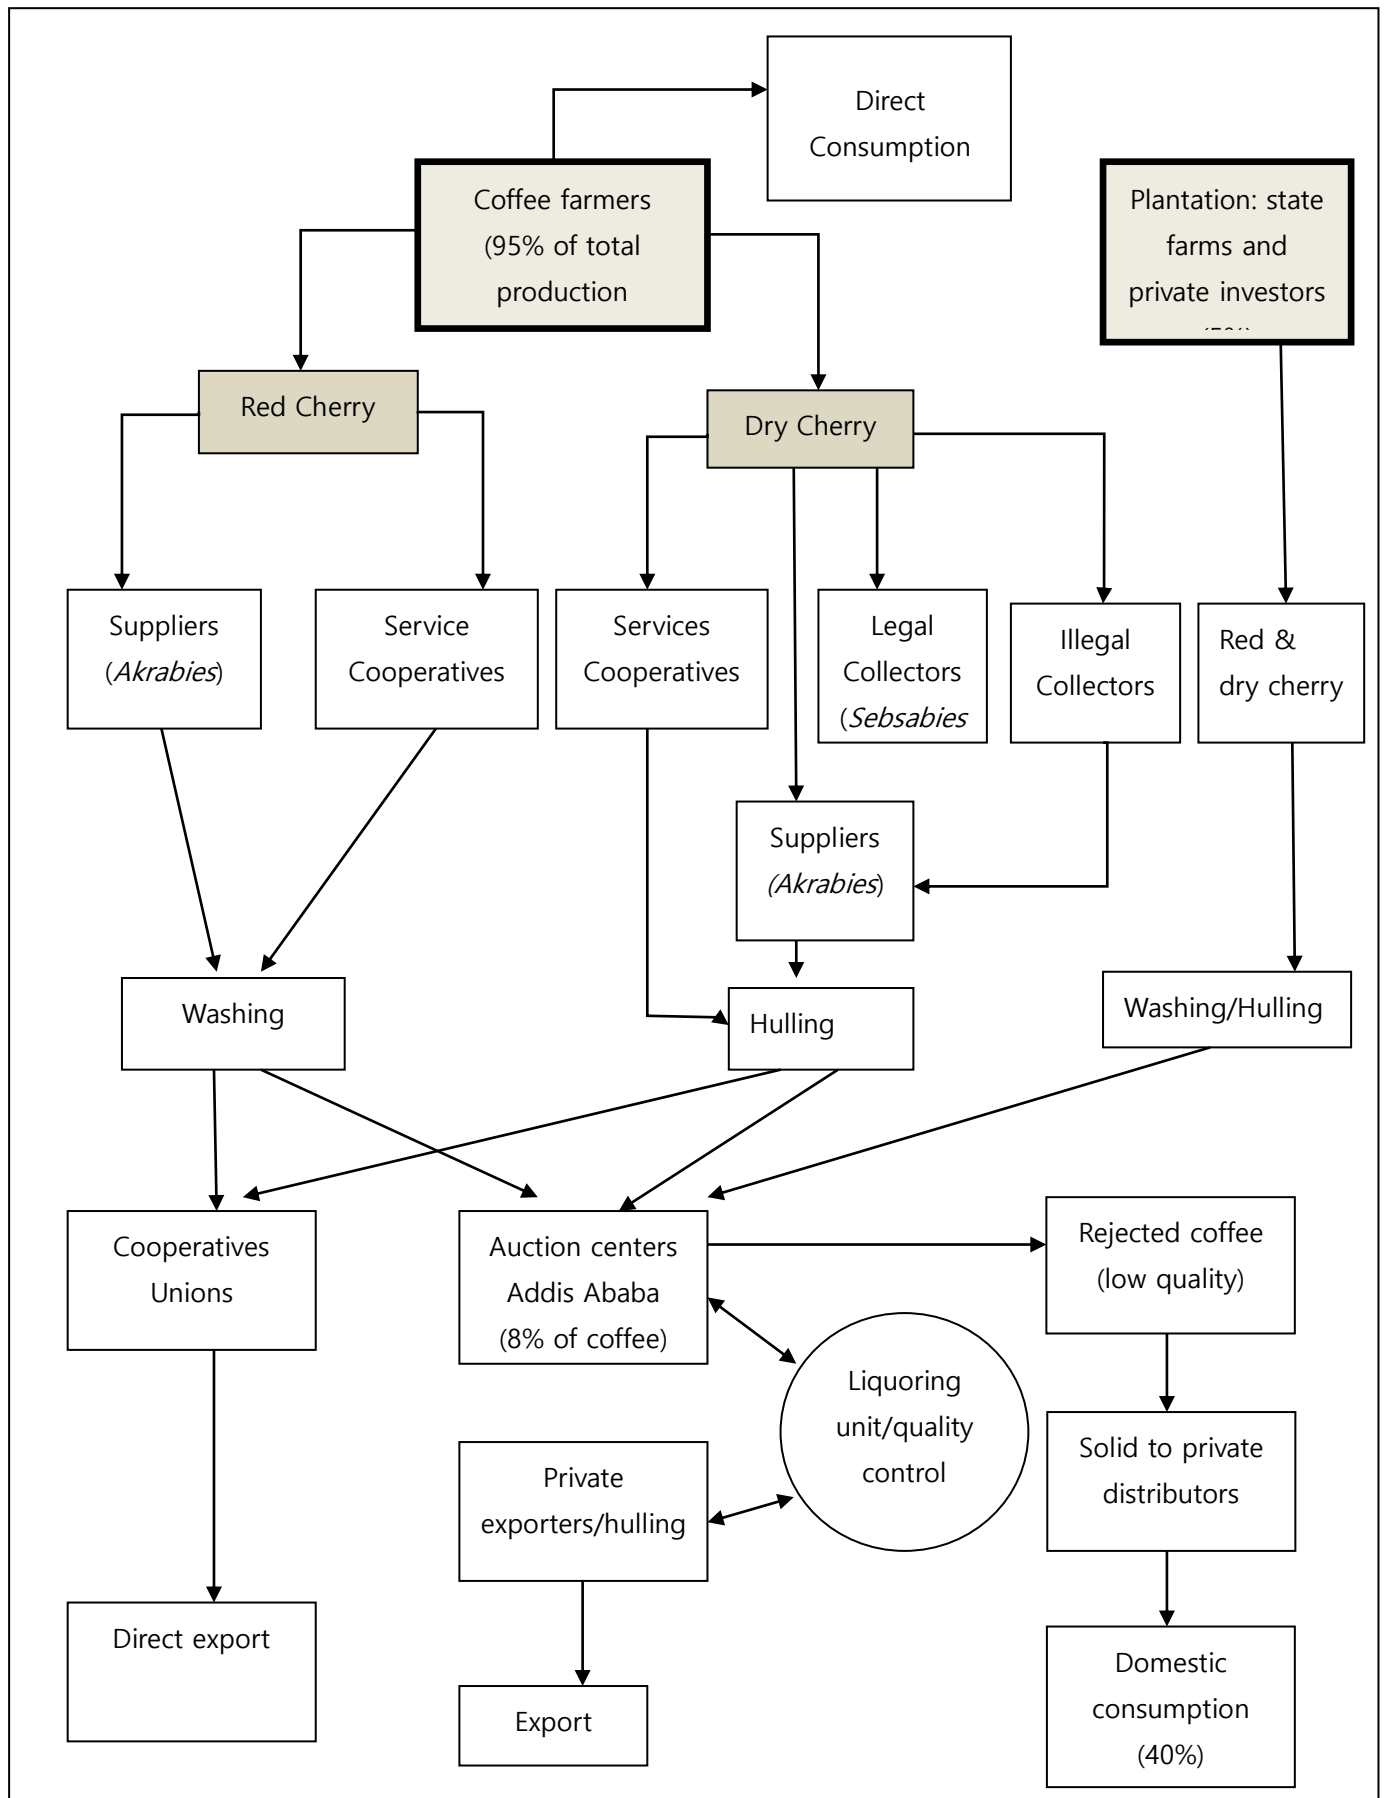 Direct
Consumption
Coffee farmers
(95% of total
production
Plantation: state
farms and
private investors
Red Cherry
Dry Cherry
Suppliers
(Akrabies)
Service
Cooperatives
Services
Cooperatives
Legal
Collectors
(Sebsabies
Illegal
Collectors
Red &
dry cherry
Suppliers
(Akrabies)
Washing
Hulling
Washing/Hulling
Cooperatives
Unions
Auction centers
Addis Ababa
(8% of coffee)
Rejected coffee
(low quality)
Liquoring
unit/quality
control
Private
exporters/hulling
Solid to private
distributors
Direct export
Export
Domestic
consumption
(40%)